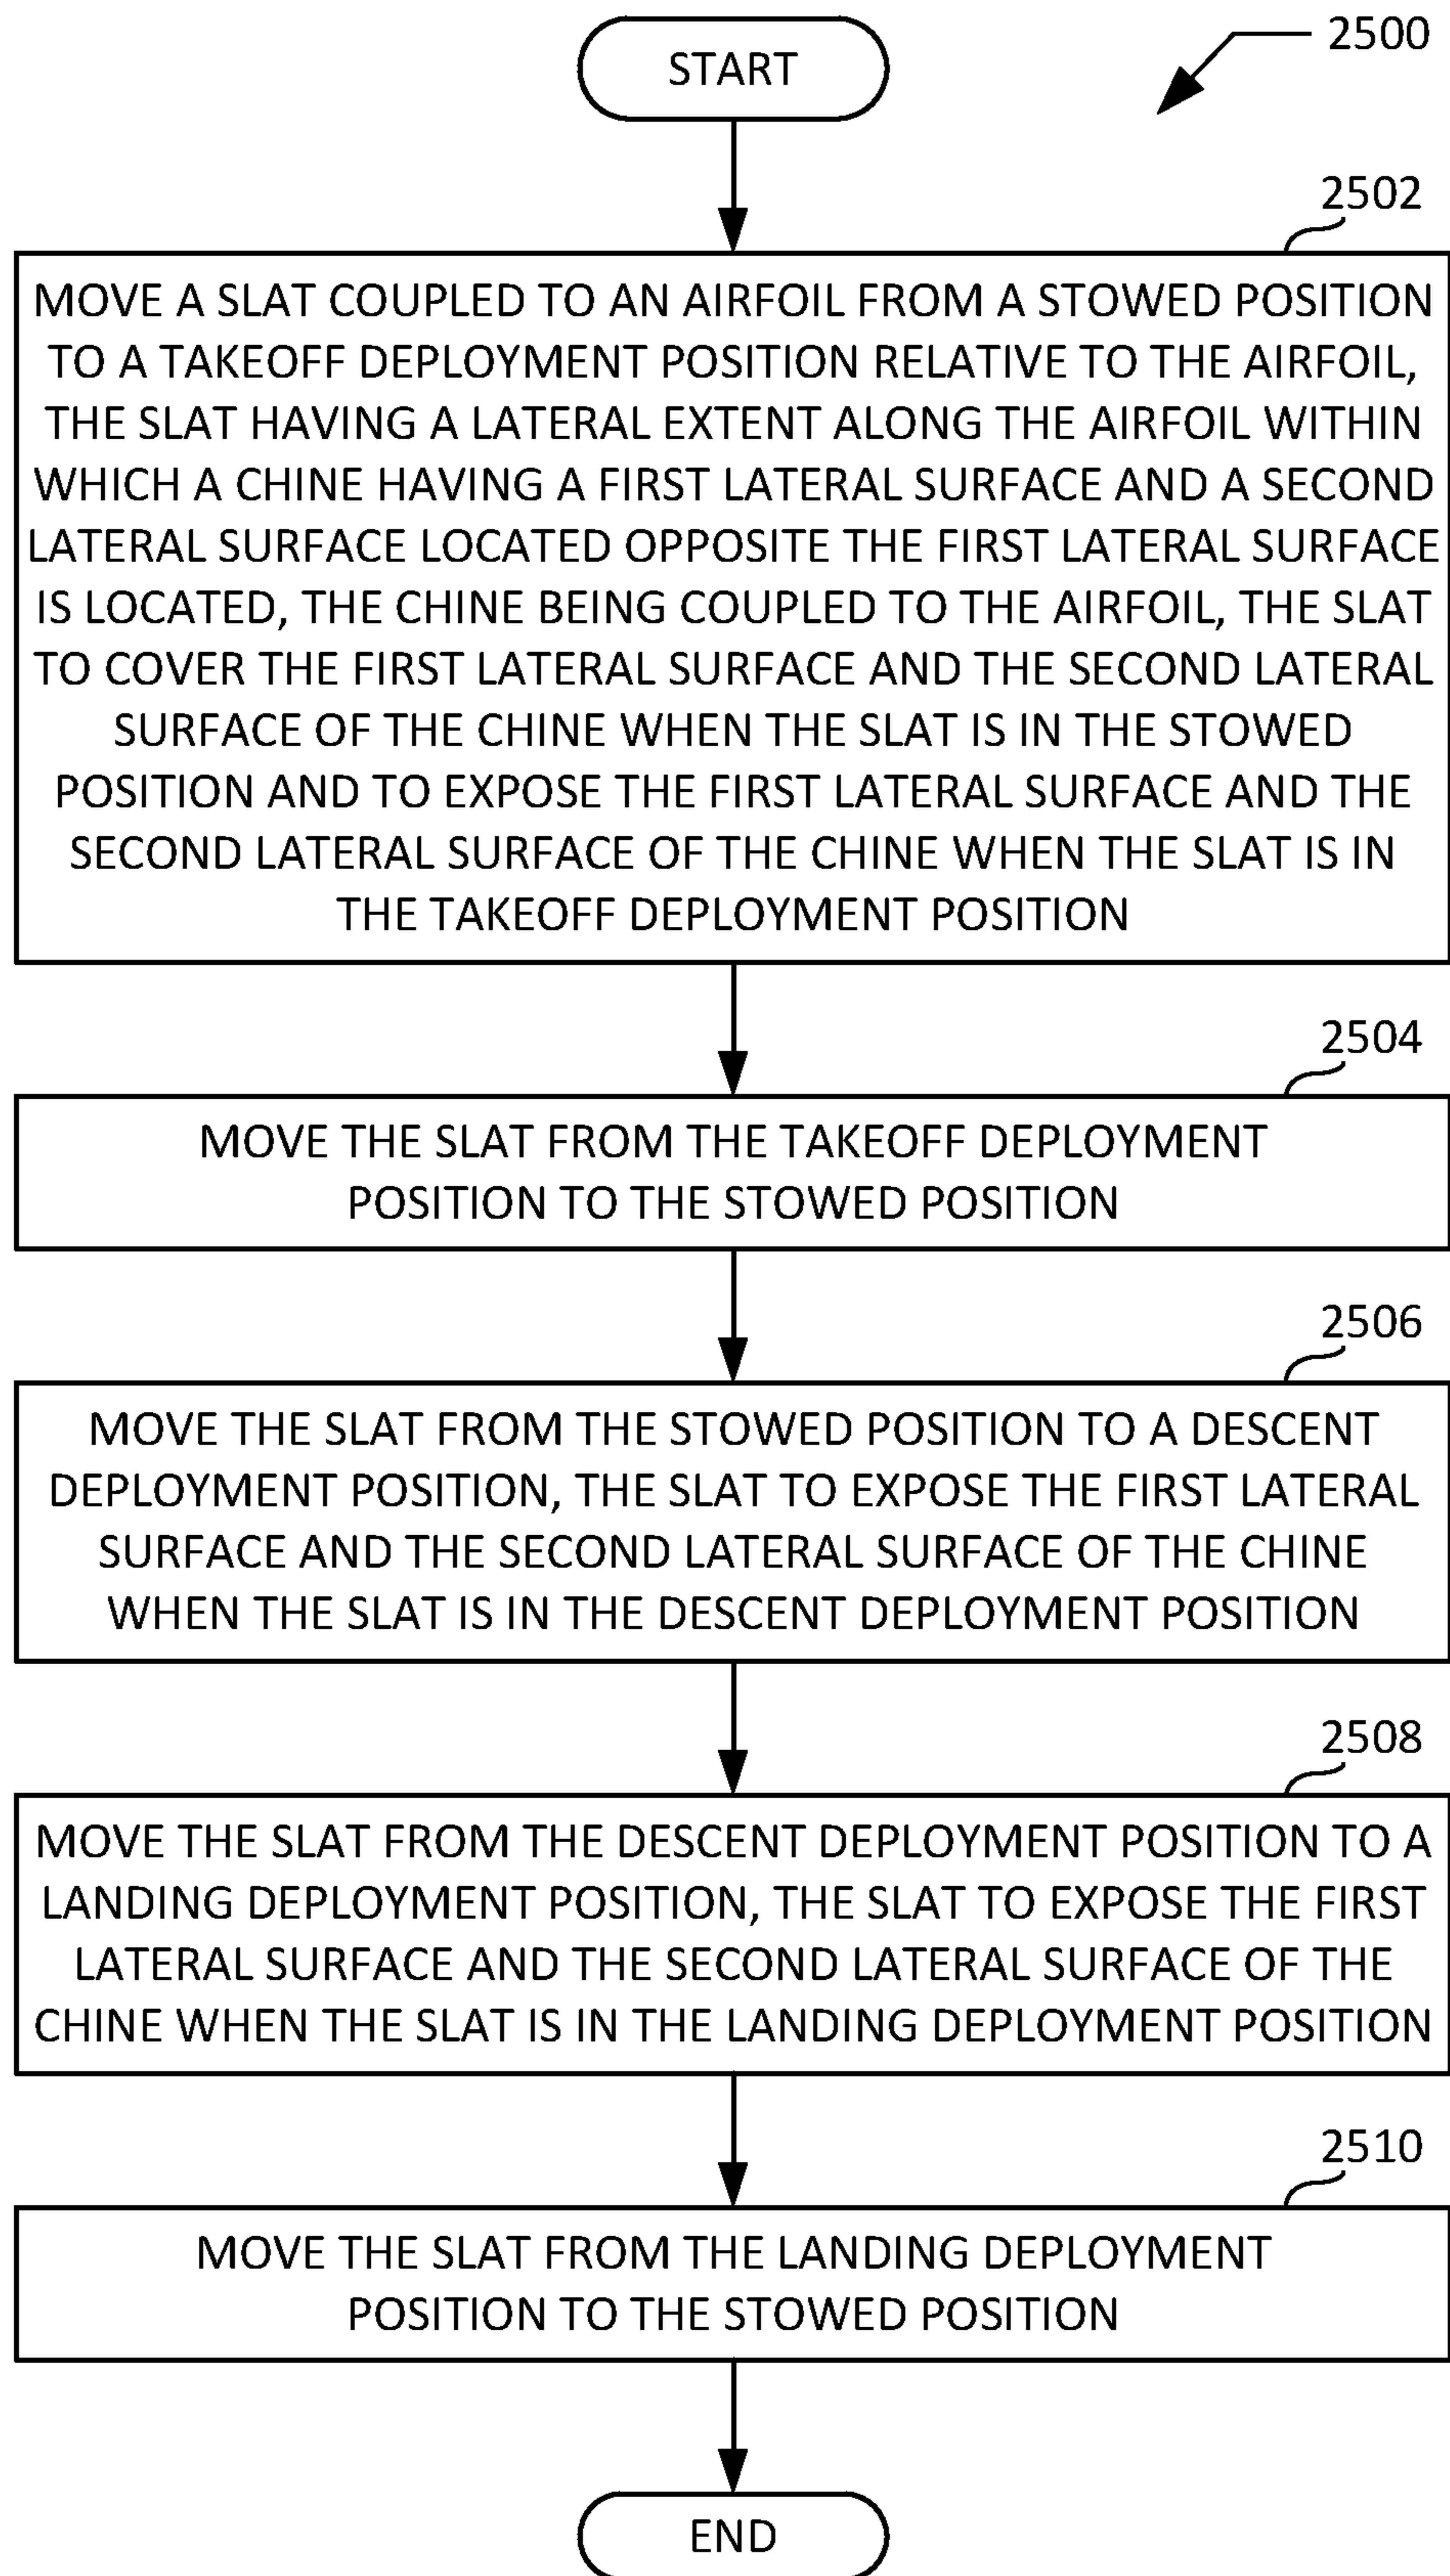 START
2500
2502
MOVE A SLAT COUPLED TO AN AIRFOIL FROM A STOWED POSITION
TO A TAKEOFF DEPLOYMENT POSITION RELATIVE TO THE AIRFOIL,
THE SLAT HAVING A LATERAL EXTENT ALONG THE AIRFOIL WITHIN
WHICH A CHINE HAVING A FIRST LATERAL SURFACE AND A SECOND
LATERAL SURFACE LOCATED OPPOSITE THE FIRST LATERAL SURFACE
IS LOCATED, THE CHINE BEING COUPLED TO THE AIRFOIL, THE SLAT
TO COVER THE FIRST LATERAL SURFACE AND THE SECOND LATERAL
SURFACE OF THE CHINE WHEN THE SLAT IS IN THE STOWED
POSITION AND TO EXPOSE THE FIRST LATERAL SURFACE AND THE
SECOND LATERAL SURFACE OF THE CHINE WHEN THE SLAT IS IN
THE TAKEOFF DEPLOYMENT POSITION
2504
MOVE THE SLAT FROM THE TAKEOFF DEPLOYMENT
POSITION TO THE STOWED POSITION
2506
MOVE THE SLAT FROM THE STOWED POSITION TO A DESCENT
DEPLOYMENT POSITION, THE SLAT TO EXPOSE THE FIRST LATERAL
SURFACE AND THE SECOND LATERAL SURFACE OF THE CHINE
WHEN THE SLAT IS IN THE DESCENT DEPLOYMENT POSITION
2508
MOVE THE SLAT FROM THE DESCENT DEPLOYMENT POSITION TO A
LANDING DEPLOYMENT POSITION, THE SLAT TO EXPOSE THE FIRST
LATERAL SURFACE AND THE SECOND LATERAL SURFACE OF THE
CHINE WHEN THE SLAT IS IN THE LANDING DEPLOYMENT POSITION
2510
MOVE THE SLAT FROM THE LANDING DEPLOYMENT
POSITION TO THE STOWED POSITION
END